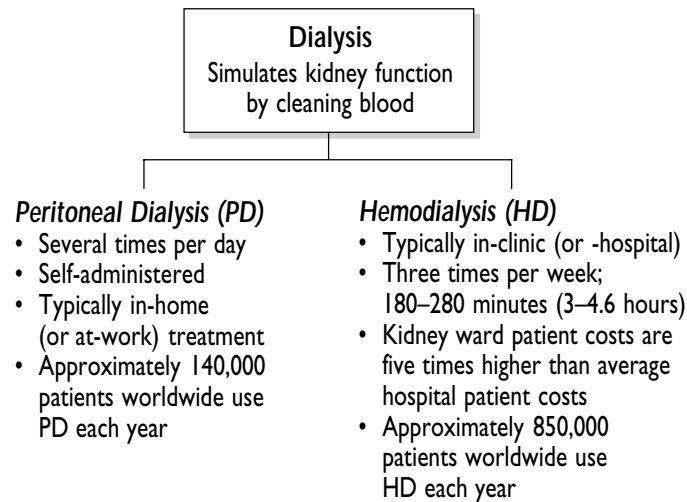 Dialysis
Simulates kidney function
by cleaning blood
Peritoneal Dialysis (PD)
• Several times per day
• Self-administered
• Typically in-home
(or at-work) treatment
• Approximately 140,000
patients worldwide use
PD each year
Hemodialysis (HD)
• Typically in-clinic (or -hospital)
• Three times per week;
180–280 minutes (3–4.6 hours)
• Kidney ward patient costs are
five times higher than average
hospital patient costs
• Approximately 850,000
patients worldwide use
HD each year